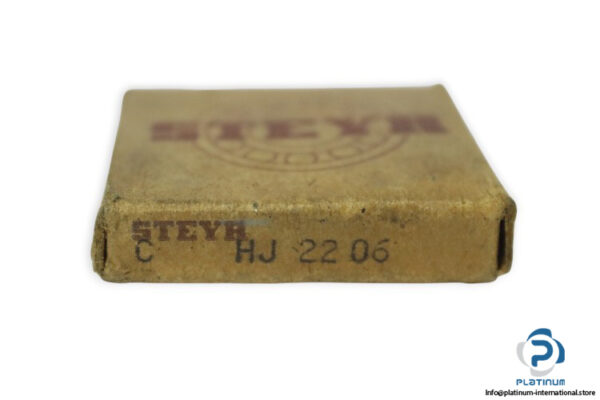 STEYR
STEYR
C HJ 22 06
PLATINUM
Info@platinum-international.store